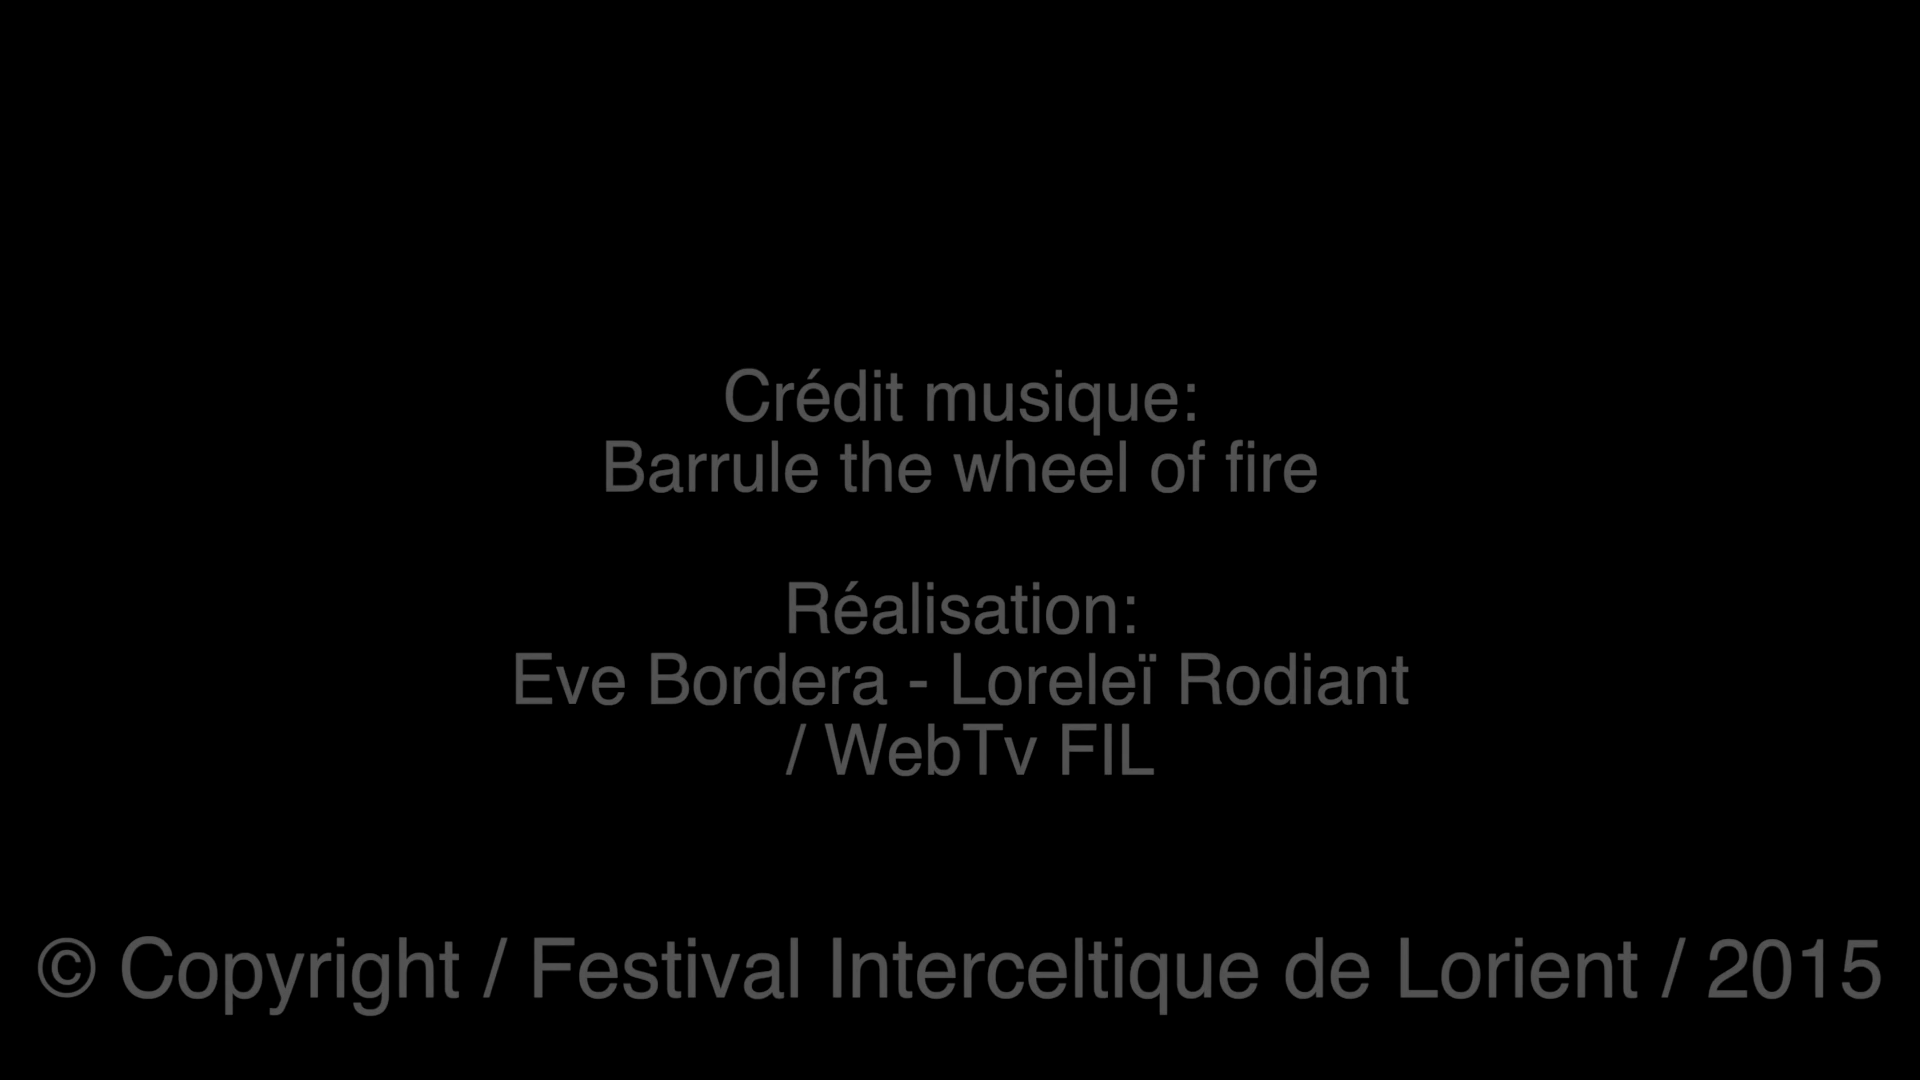 Crédit musique:
Barrule the wheel of fire
Réalisation:
Eve Bordera - Loreleï Rodiant
/ WebTv FIL
© Copyright / Festival Interceltique de Lorient / 2015